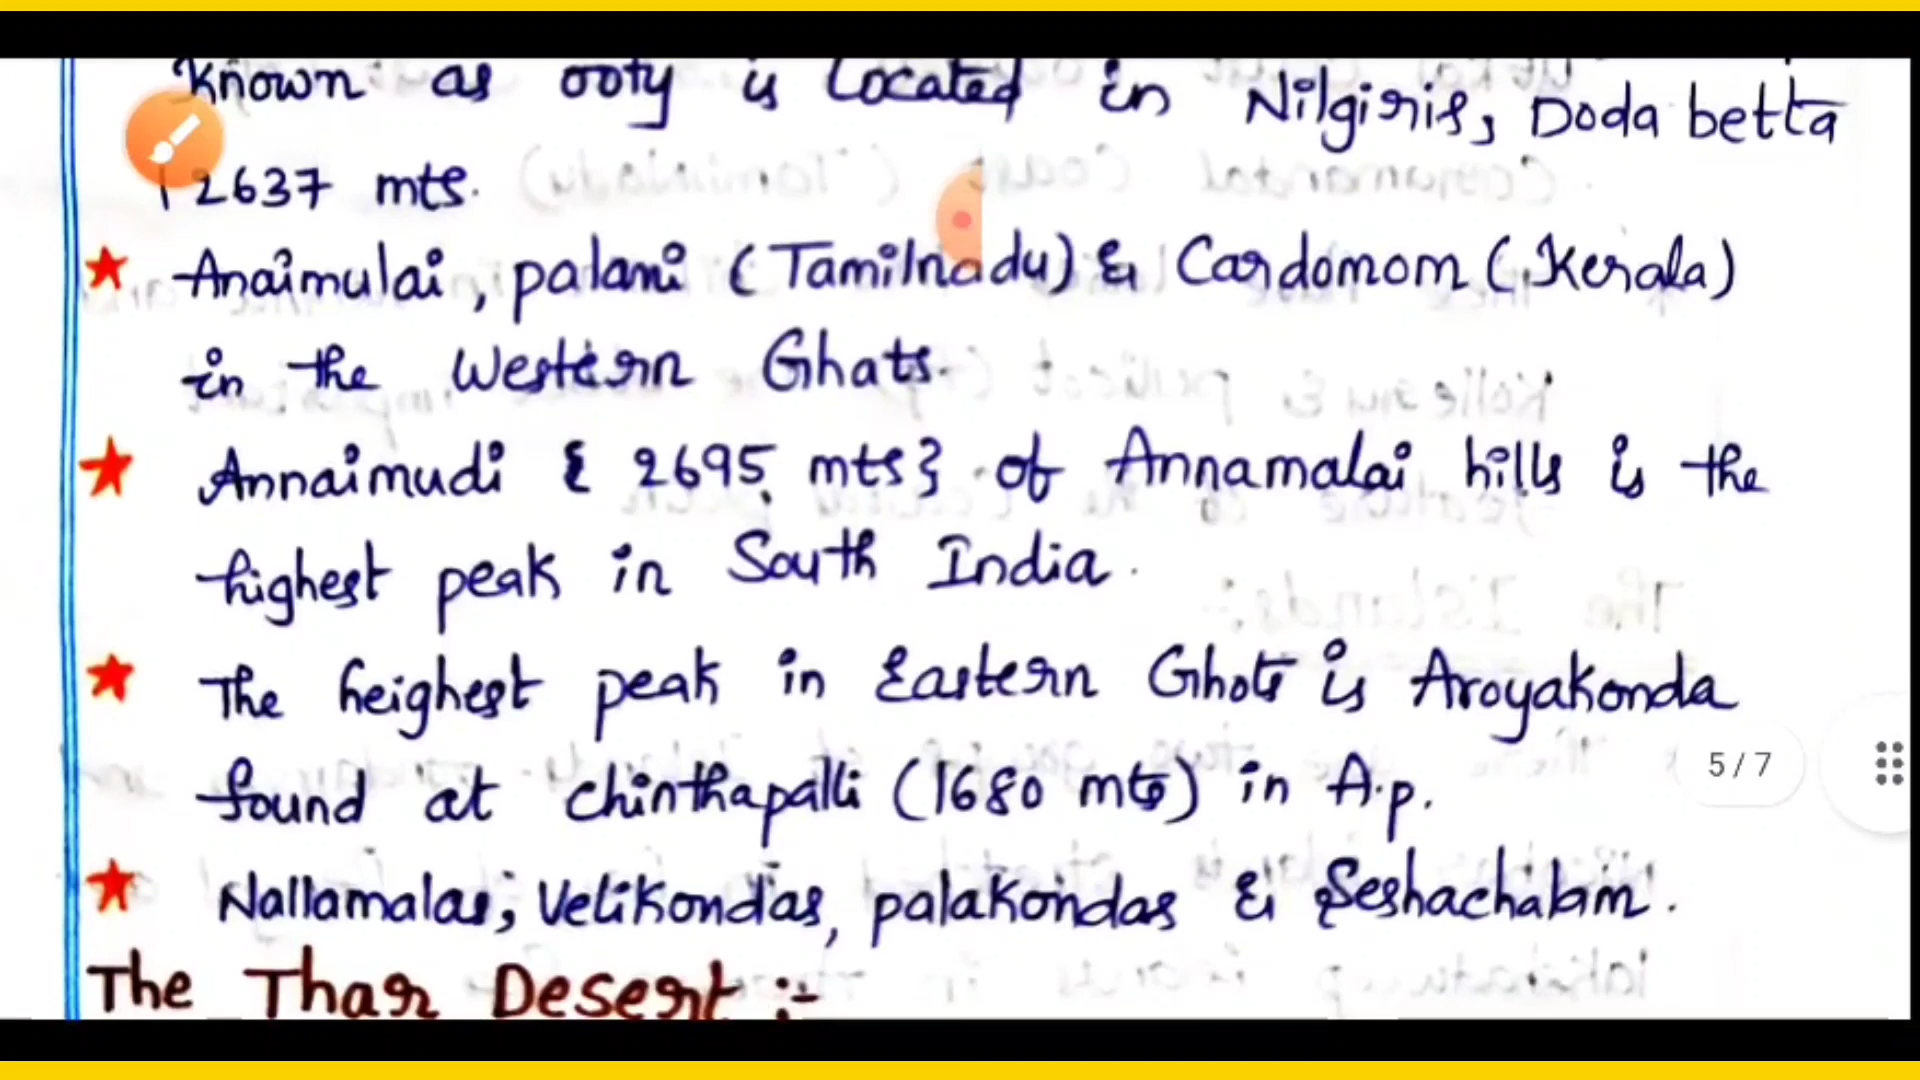 Known as ooty is Located in Nilgiris, Doda betta
2637 mts.
Anaimulai, palani (Tamilnadu) & Cardomom (Kerala)
in the Western Ghats.
Annaimudi { 2695 mts} of Annamalai hills is the
highest peak in South India.
The heighest peak in Eastern Ghats is Aroyakonda
found at chinthapalli (1680 mts) in A.p.
5/7
Nallamalas, Velikondas, palakondas & Seshachalam.
The Thar Desert :-